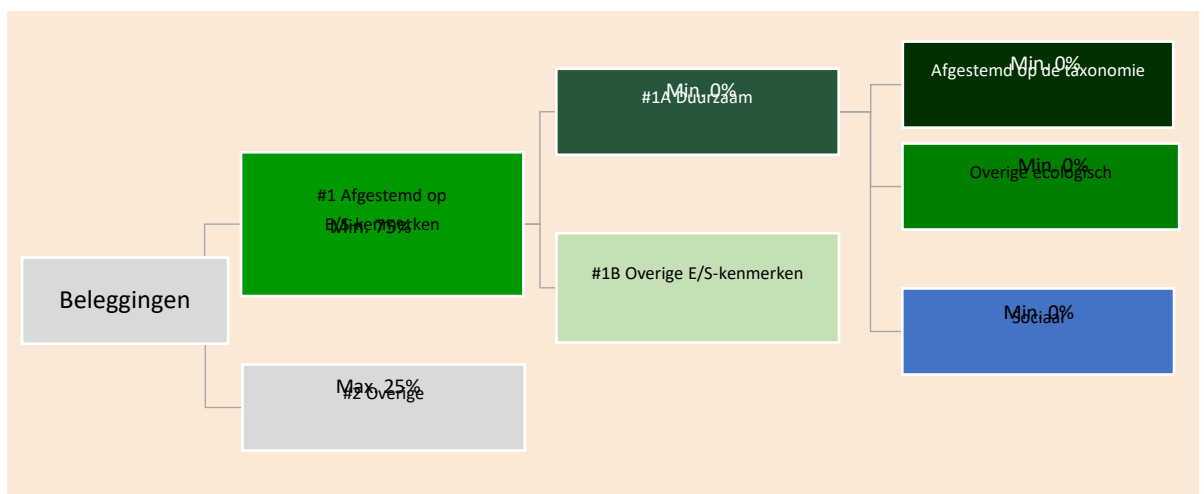 Beleggingen
#1 Afgestemd op
E/S-kenmerken
Min. 75%
#2 Overige
Max. 25%
#1A Duurzaam
Min. 0%
#1B Overige E/S-kenmerken
Afgestemd op de taxonomie
Min. 0%
Overige ecologisch
Min. 0%
Sociaal
Min. 0%